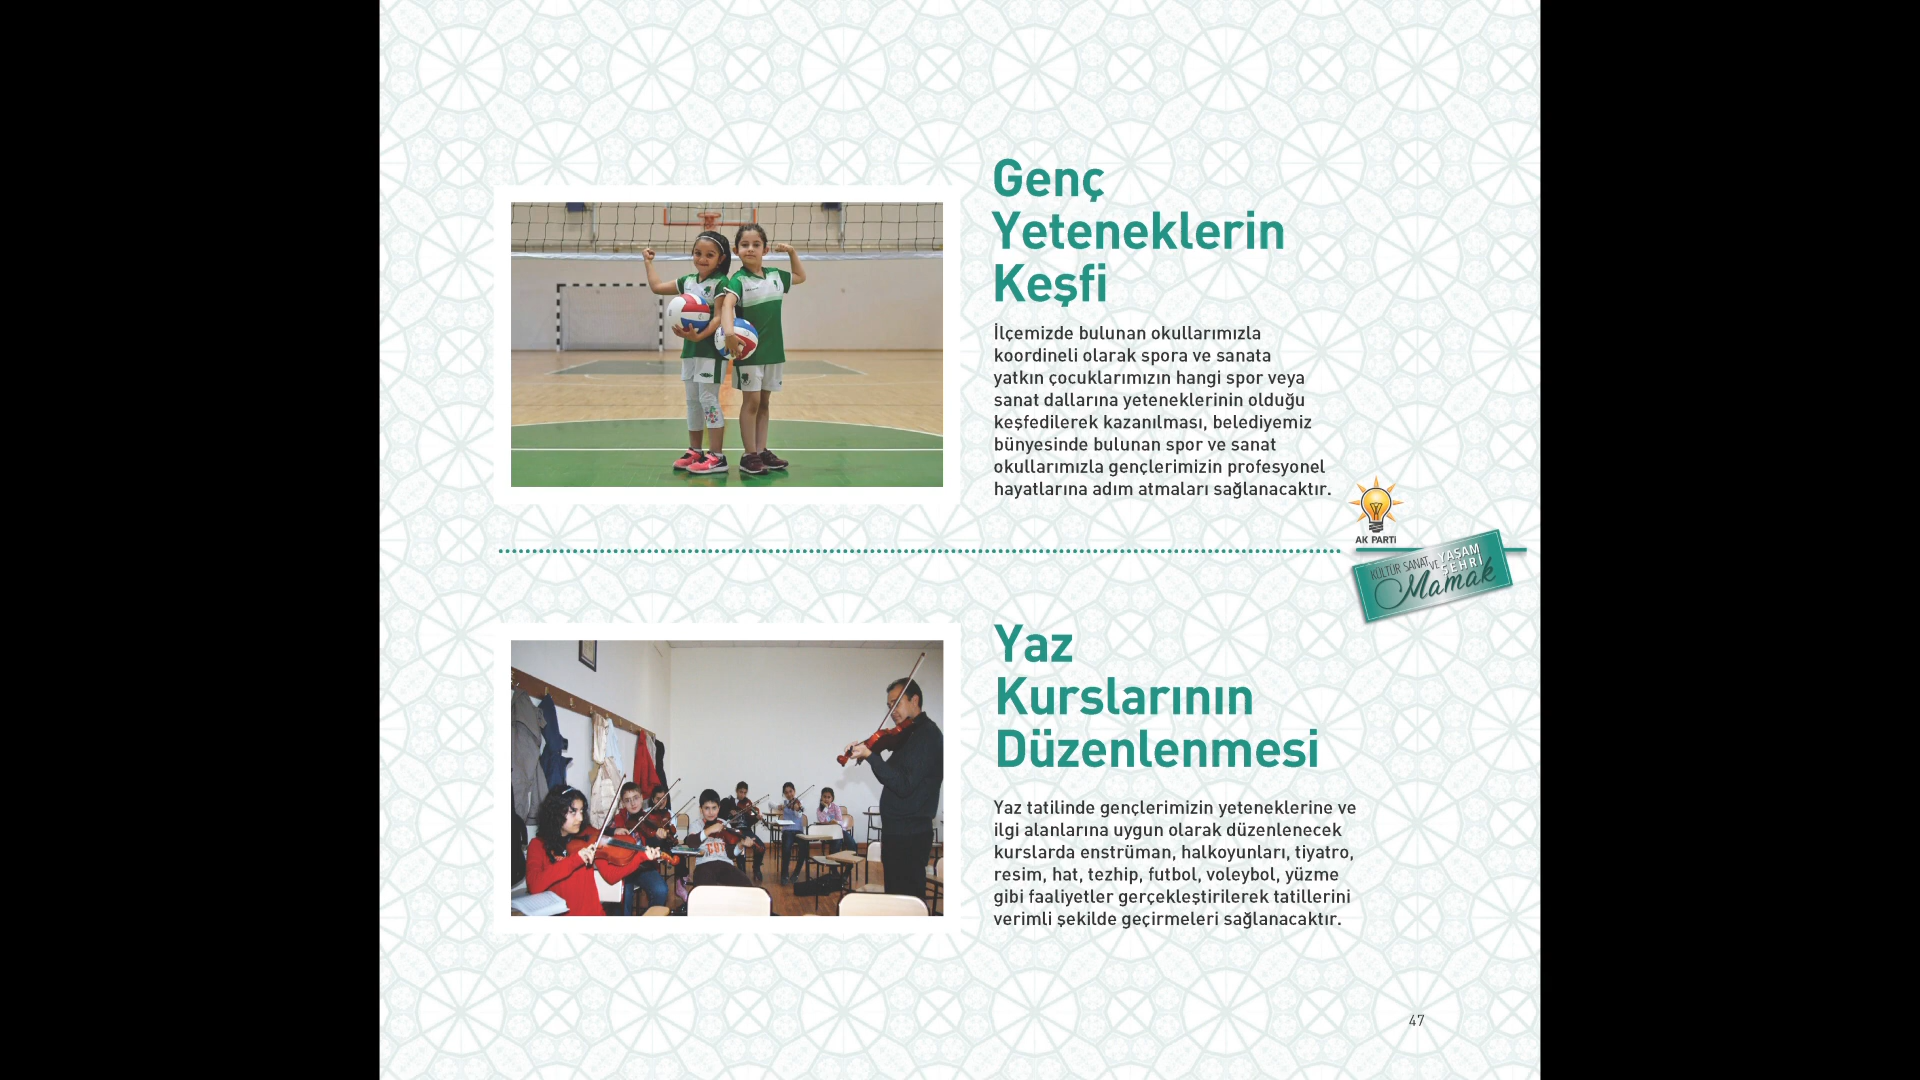 Genç
Yeteneklerin
Keşfi
İlçemizde bulunan okullarımızla
koordineli olarak spora ve sanata
yatkın çocuklarımızın hangi spor veya
sanat dallarına yeteneklerinin olduğu
keşfedilerek kazanılması, belediyemiz
bünyesinde bulunan spor ve sanat
okullarımızla gençlerimizin profesyonel
hayatlarına adım atmaları sağlanacaktır.
AK PARTİ
KÜLTÜR SANAT VE YAŞAM
ŞEHRİ
Mamak
Yaz
Kurslarının
Düzenlenmesi
Yaz tatilinde gençlerimizin yeteneklerine ve
ilgi alanlarına uygun olarak düzenlenecek
kurslarda enstrüman, halkoyunları, tiyatro,
resim, hat, tezhip, futbol, voleybol, yüzme
gibi faaliyetler gerçekleştirilerek tatillerini
verimli şekilde geçirmeleri sağlanacaktır.
47